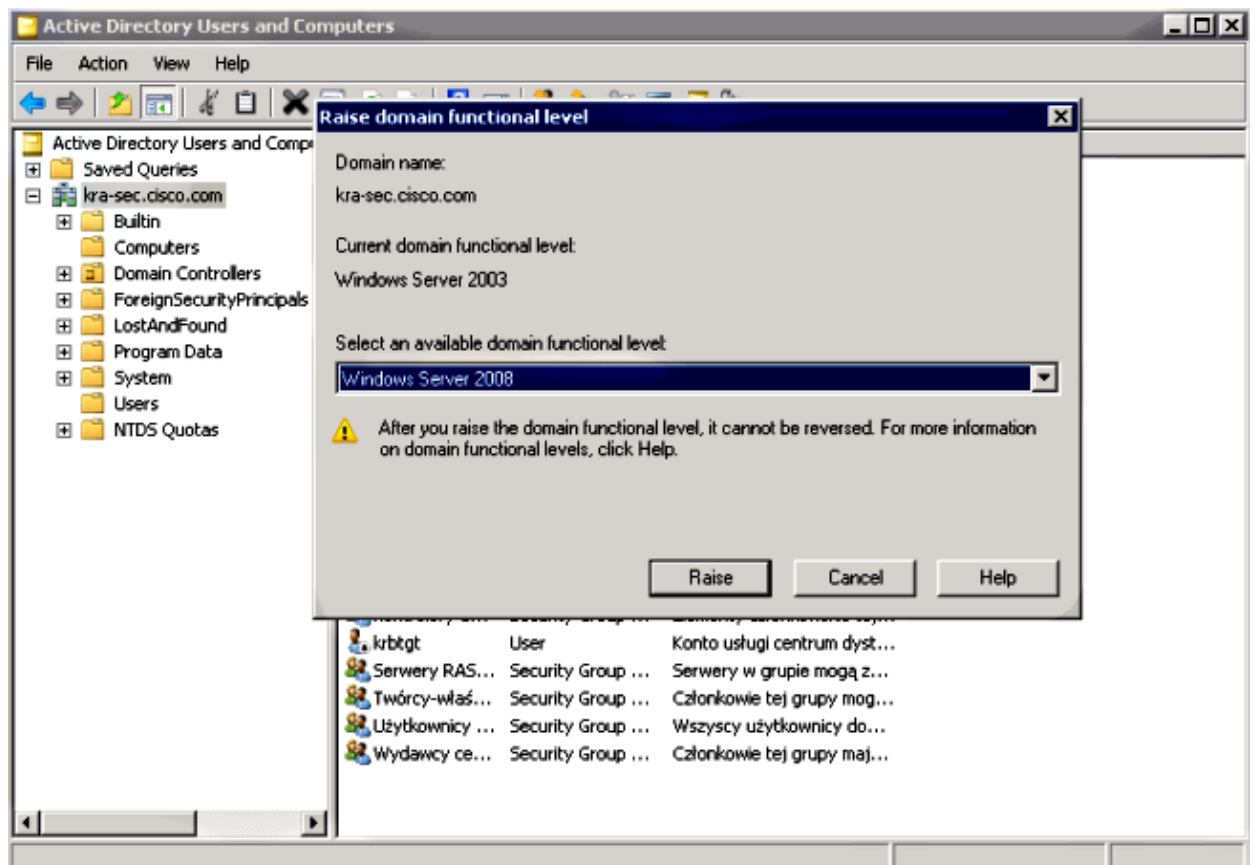 Active Directory Users and Computers
File Action View Help
Active Directory Users and Comp
Saved Queries
kra-sec.cisco.com
Builtin
Computers
Domain Controllers
ForeignSecurityPrincipals
LostAndFound
Program Data
System
Users
NTDS Quotas
Raise domain functional level
Domain name:
kra-sec.cisco.com
Current domain functional level:
Windows Server 2003
Select an available domain functional level:
Windows Server 2008
After you raise the domain functional level, it cannot be reversed. For more information
on domain functional levels, click Help.
Raise Cancel Help
krbtgt User Konto usługi centrum dyst...
Serwery RAS... Security Group ... Serwery w grupie mogą z...
Twórcy-właś... Security Group ... Członkowie tej grupy mog...
Użytkownicy ... Security Group ... Wszyscy użytkownicy do...
Wydawcy ce... Security Group ... Członkowie tej grupy maj...